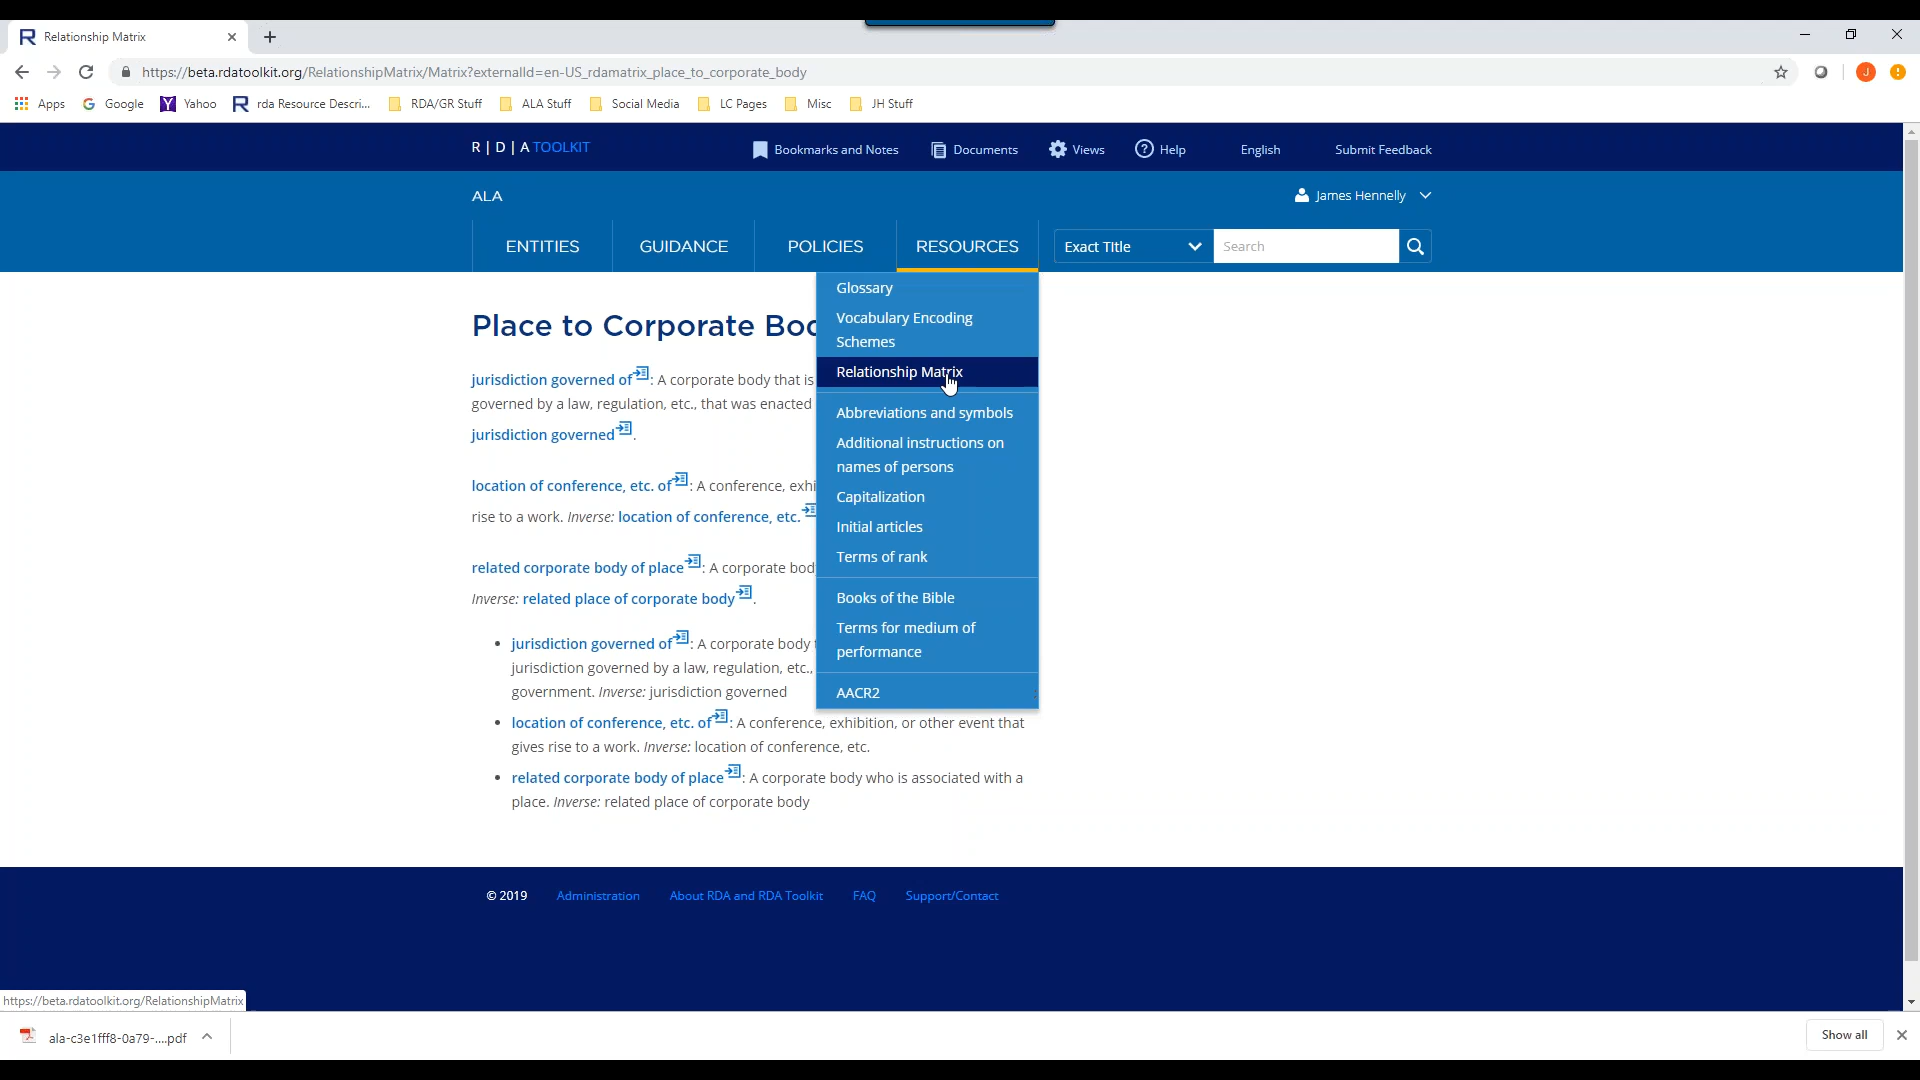 Relationship Matrix
https://beta.rdatoolkit.org/RelationshipMatrix/Matrix?externalId=en-US_rdamatrix_place_to_corporate_body
J
Apps Google Yahoo rda Resource Descri... RDA/GR Stuff ALA Stuff Social Media LC Pages Misc JH Stuff
R | D | A TOOLKIT Bookmarks and Notes Documents Views Help English Submit Feedback
ALA James Hennelly
ENTITIES GUIDANCE POLICIES RESOURCES Exact Title Search
Glossary
Vocabulary Encoding
Schemes
Relationship Matrix
Abbreviations and symbols
Additional instructions on
names of persons
Capitalization
Initial articles
Terms of rank
Books of the Bible
Terms for medium of
performance
AACR2
Place to Corporate
jurisdiction governed of: A corporate body that is
governed by a law, regulation, etc., that was enacted
jurisdiction governed.
location of conference, etc. of: A conference,
rise to a work. Inverse: location of conference, etc.
related corporate body of place: A corporate
Inverse: related place of corporate body.
• jurisdiction governed of: A corporate body
jurisdiction governed by a law, regulation, etc.,
government. Inverse: jurisdiction governed
• location of conference, etc. of: A conference, exhibition, or other event that
gives rise to a work. Inverse: location of conference, etc.
• related corporate body of place: A corporate body who is associated with a
place. Inverse: related place of corporate body
© 2019 Administration About RDA and RDA Toolkit FAQ Support/Contact
https://beta.rdatoolkit.org/RelationshipMatrix
ala-c3e1fff8-0a79-....pdf Show all